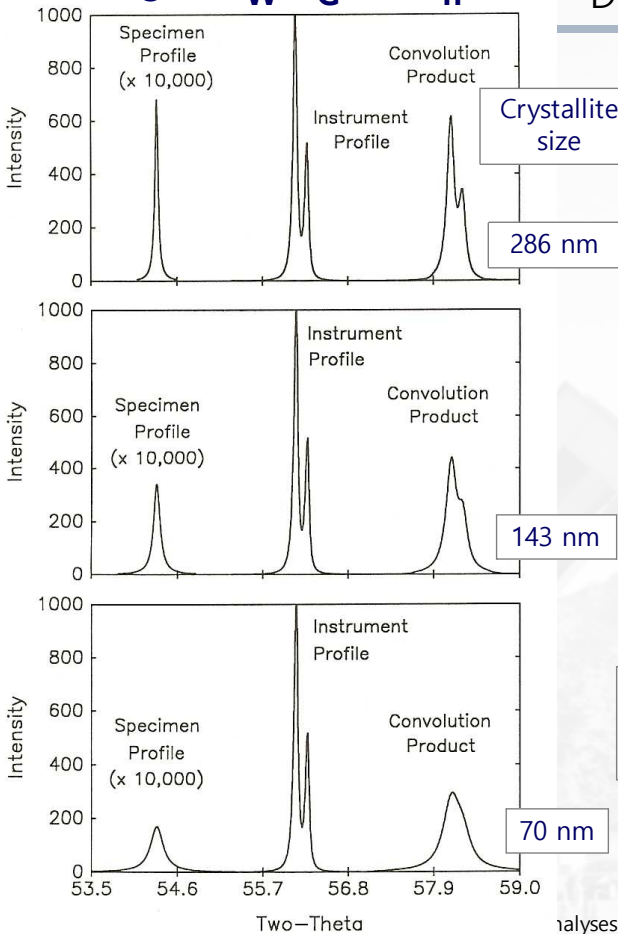 W
G
D
1000
800
600
400
200
0
Intensity
Specimen
Profile
(x 10,000)
Instrument
Profile
Convolution
Product
Crystallite
size
286 nm
1000
800
600
400
200
0
Intensity
Specimen
Profile
(x 10,000)
Instrument
Profile
Convolution
Product
143 nm
1000
800
600
400
200
0
Intensity
Specimen
Profile
(x 10,000)
Instrument
Profile
Convolution
Product
70 nm
53.5 54.6 55.7 56.8 57.9 59.0
Two-Theta
nalyses